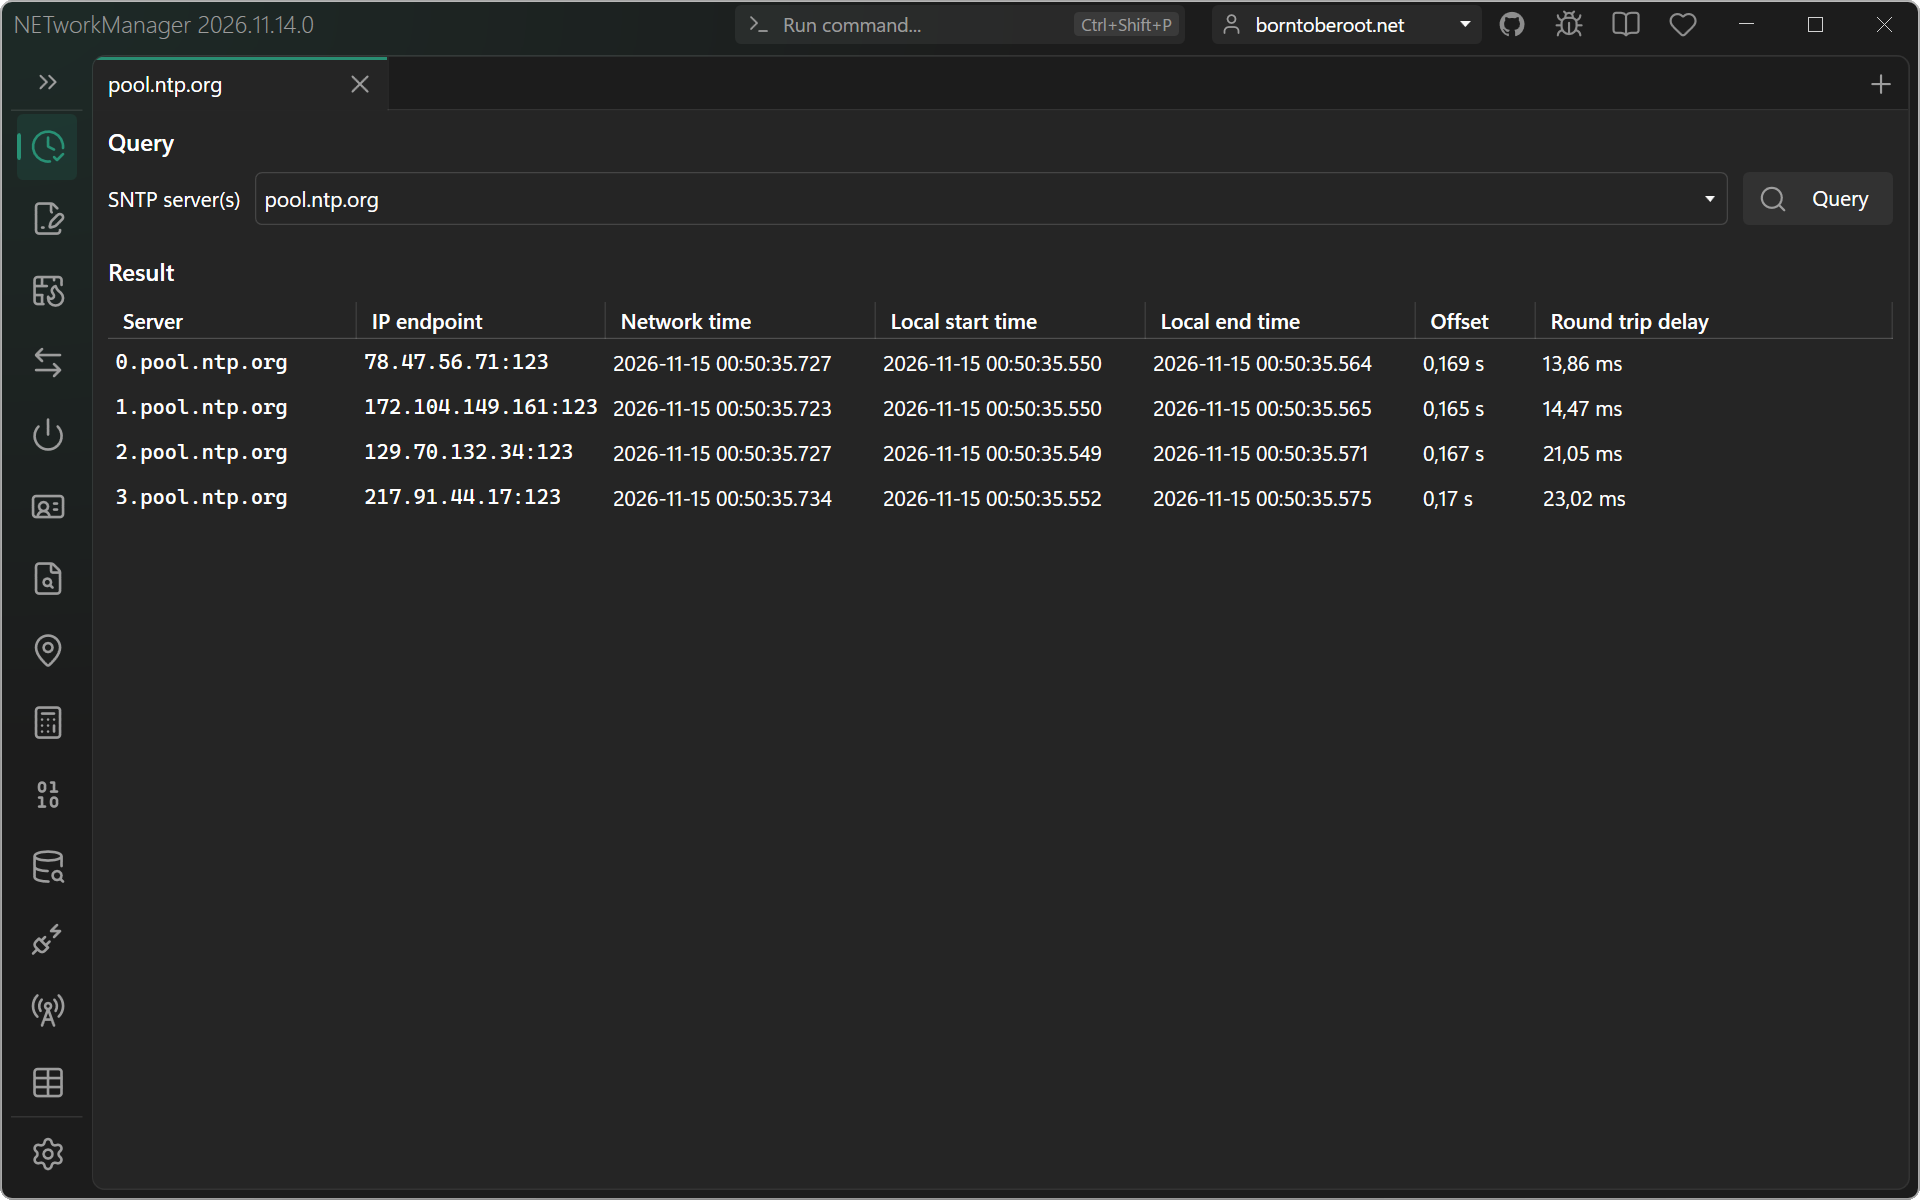 NETworkManager 2026.11.14.0
Run command...
Ctrl+Shift+P
borntoberoot.net
pool.ntp.org
Query
SNTP server(s) pool.ntp.org Query
Result
Server IP endpoint Network time Local start time Local end time Offset Round trip delay
0.pool.ntp.org 78.47.56.71:123 2026-11-15 00:50:35.727 2026-11-15 00:50:35.550 2026-11-15 00:50:35.564 0,169 s 13,86 ms
1.pool.ntp.org 172.104.149.161:123 2026-11-15 00:50:35.723 2026-11-15 00:50:35.550 2026-11-15 00:50:35.565 0,165 s 14,47 ms
2.pool.ntp.org 129.70.132.34:123 2026-11-15 00:50:35.727 2026-11-15 00:50:35.549 2026-11-15 00:50:35.571 0,167 s 21,05 ms
3.pool.ntp.org 217.91.44.17:123 2026-11-15 00:50:35.734 2026-11-15 00:50:35.552 2026-11-15 00:50:35.575 0,17 s 23,02 ms
01
10